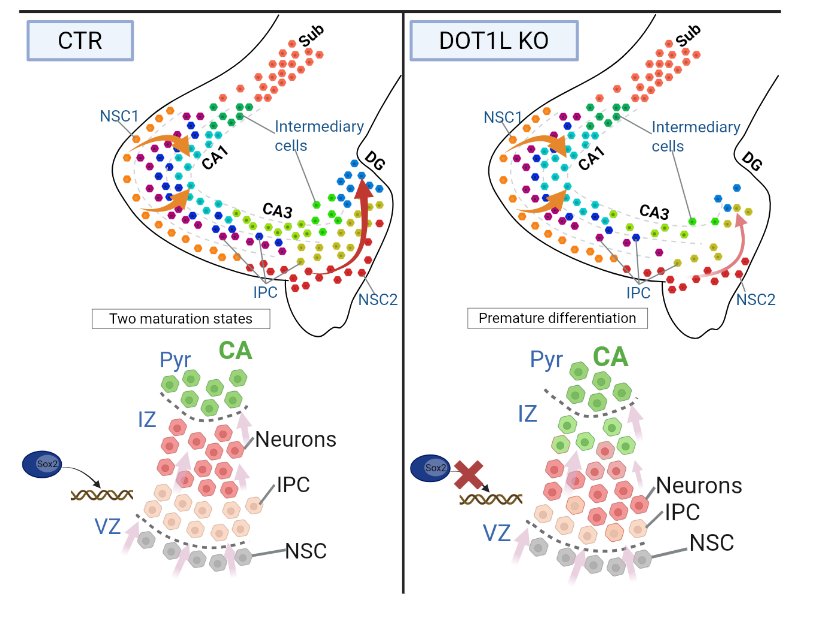 CTR
Sub
NSC1
Intermediary
cells
CA1
DG
CA3
IPC
NSC2
Two maturation states
CA
Pyr
IZ
Neurons
Sox2
IPC
VZ
NSC
DOT1L KO
Sub
NSC1
Intermediary
cells
CA1
DG
CA3
IPC
NSC2
Premature differentiation
Pyr
CA
IZ
Sox2
Neurons
IPC
VZ
NSC